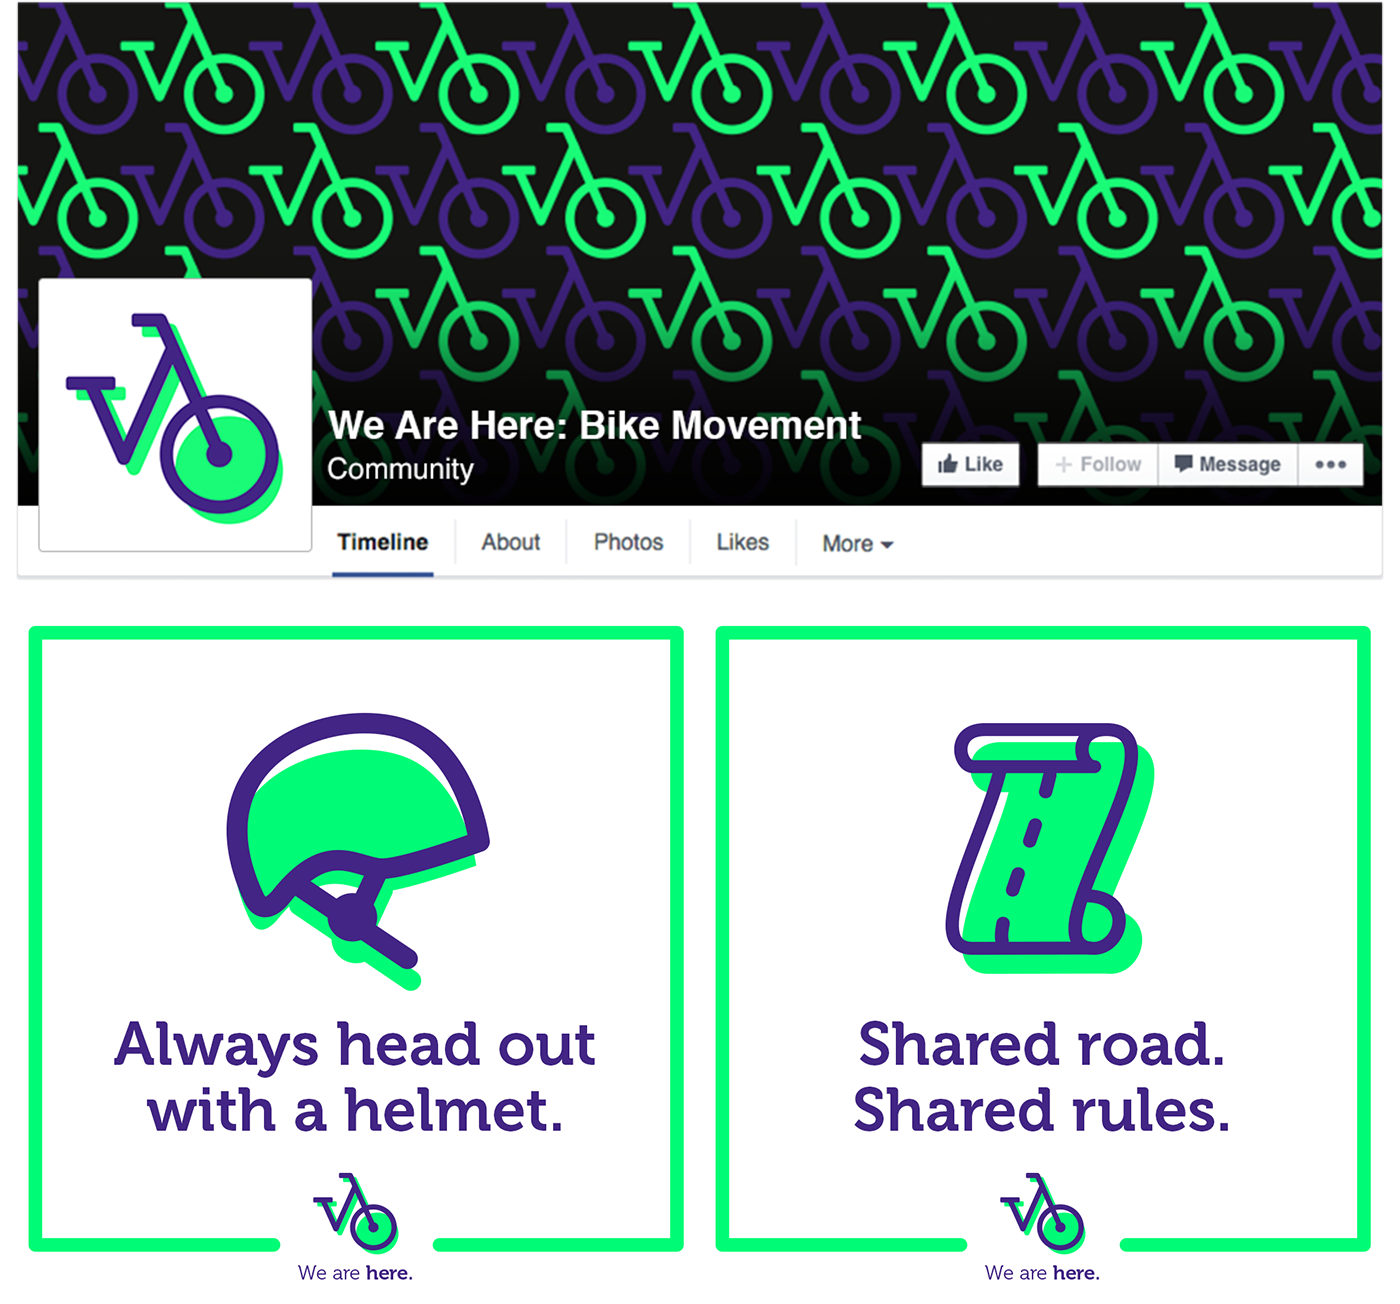 We Are Here: Bike Movement
Community
Like
Follow
Message
Timeline
About
Photos
Likes
More
Always head out
with a helmet.
We are here.
Shared road.
Shared rules.
We are here.